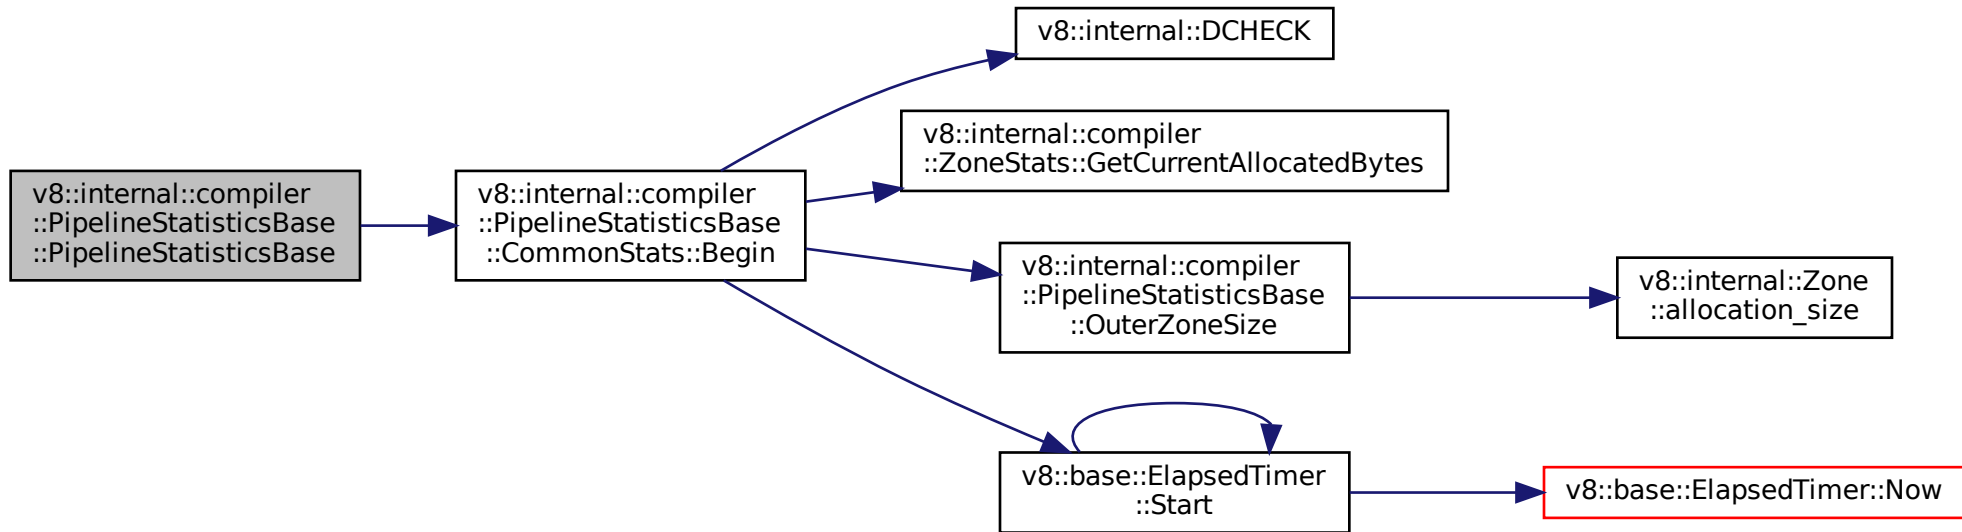 v8::internal::compiler
::PipelineStatisticsBase
::PipelineStatisticsBase
v8::internal::compiler
::PipelineStatisticsBase
::CommonStats::Begin
v8::internal::DCHECK
v8::internal::compiler
::ZoneStats::GetCurrentAllocatedBytes
v8::internal::compiler
::PipelineStatisticsBase
::OuterZoneSize
v8::internal::Zone
::allocation_size
v8::base::ElapsedTimer
::Start
v8::base::ElapsedTimer::Now